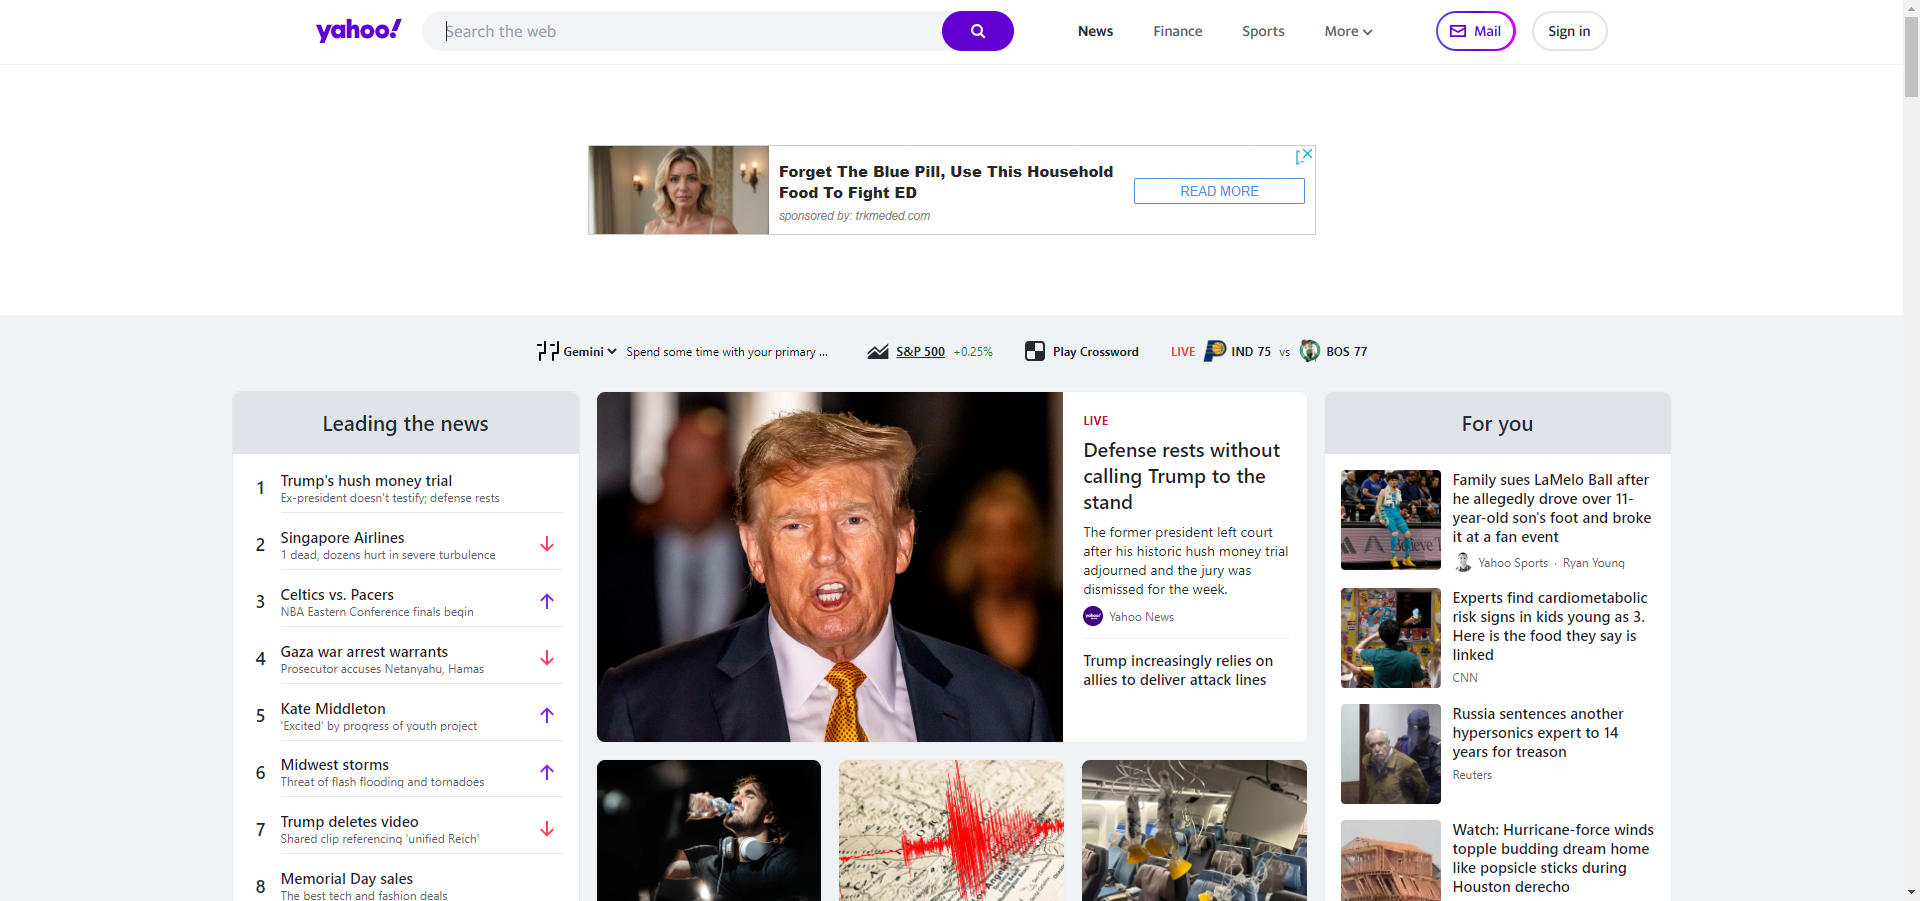 yahoo!
Search the web
News
Finance
Sports
More
Mail
Sign in
Forget The Blue Pill, Use This Household
Food To Fight ED
sponsored by: trkmeded.com
READ MORE
Gemini
Spend some time with your primary ...
S&P 500 +0.25%
Play Crossword
LIVE IND 75 vs BOS 77
Leading the news
1
Trump's hush money trial
Ex-president doesn't testify; defense rests
2
Singapore Airlines
1 dead, dozens hurt in severe turbulence
3
Celtics vs. Pacers
NBA Eastern Conference finals begin
4
Gaza war arrest warrants
Prosecutor accuses Netanyahu, Hamas
5
Kate Middleton
'Excited' by progress of youth project
6
Midwest storms
Threat of flash flooding and tornadoes
7
Trump deletes video
Shared clip referencing 'unified Reich'
8
Memorial Day sales
The best tech and fashion deals
LIVE
Defense rests without
calling Trump to the
stand
The former president left court
after his historic hush money trial
adjourned and the jury was
dismissed for the week.
Yahoo News
Trump increasingly relies on
allies to deliver attack lines
For you
Family sues LaMelo Ball after
he allegedly drove over 11-
year-old son's foot and broke
it at a fan event
Yahoo Sports · Ryan Young
Experts find cardiometabolic
risk signs in kids young as 3.
Here is the food they say is
linked
CNN
Russia sentences another
hypersonics expert to 14
years for treason
Reuters
Watch: Hurricane-force winds
topple budding dream home
like popsicle sticks during
Houston derecho